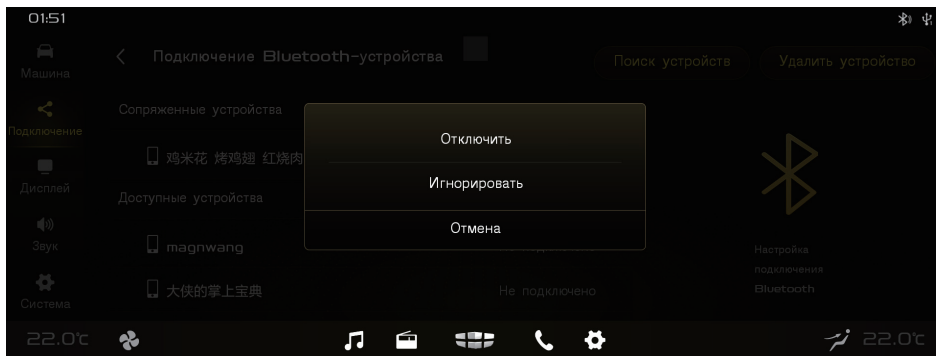 01:51
Машина
Подключение Bluetooth-устройства
Поиск устройств
Удалить устройство
Подключение
Сопряженные устройства
鸡米花 烤鸡翅 红烧肉
Отключить
Игнорировать
Отмена
Дисплей
Доступные устройства
Звук
magnwang
Настройка
подключения
Bluetooth
Система
大侠的掌上宝典
Не подключено
22.0℃
22.0℃